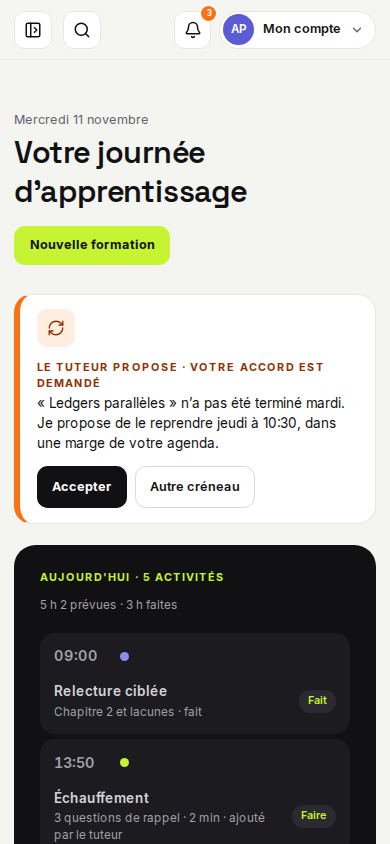 3
AP
Mon compte
Mercredi 11 novembre
Votre journée
d'apprentissage
Nouvelle formation
LE TUTEUR PROPOSE · VOTRE ACCORD EST
DEMANDÉ
« Ledgers parallèles » n'a pas été terminé mardi.
Je propose de le reprendre jeudi à 10:30, dans
une marge de votre agenda.
Accepter
Autre créneau
AUJOURD'HUI · 5 ACTIVITÉS
5 h 2 prévues · 3 h faites
09:00
Relecture ciblée
Chapitre 2 et lacunes · fait
Fait
13:50
Échauffement
3 questions de rappel · 2 min · ajouté
par le tuteur
Faire